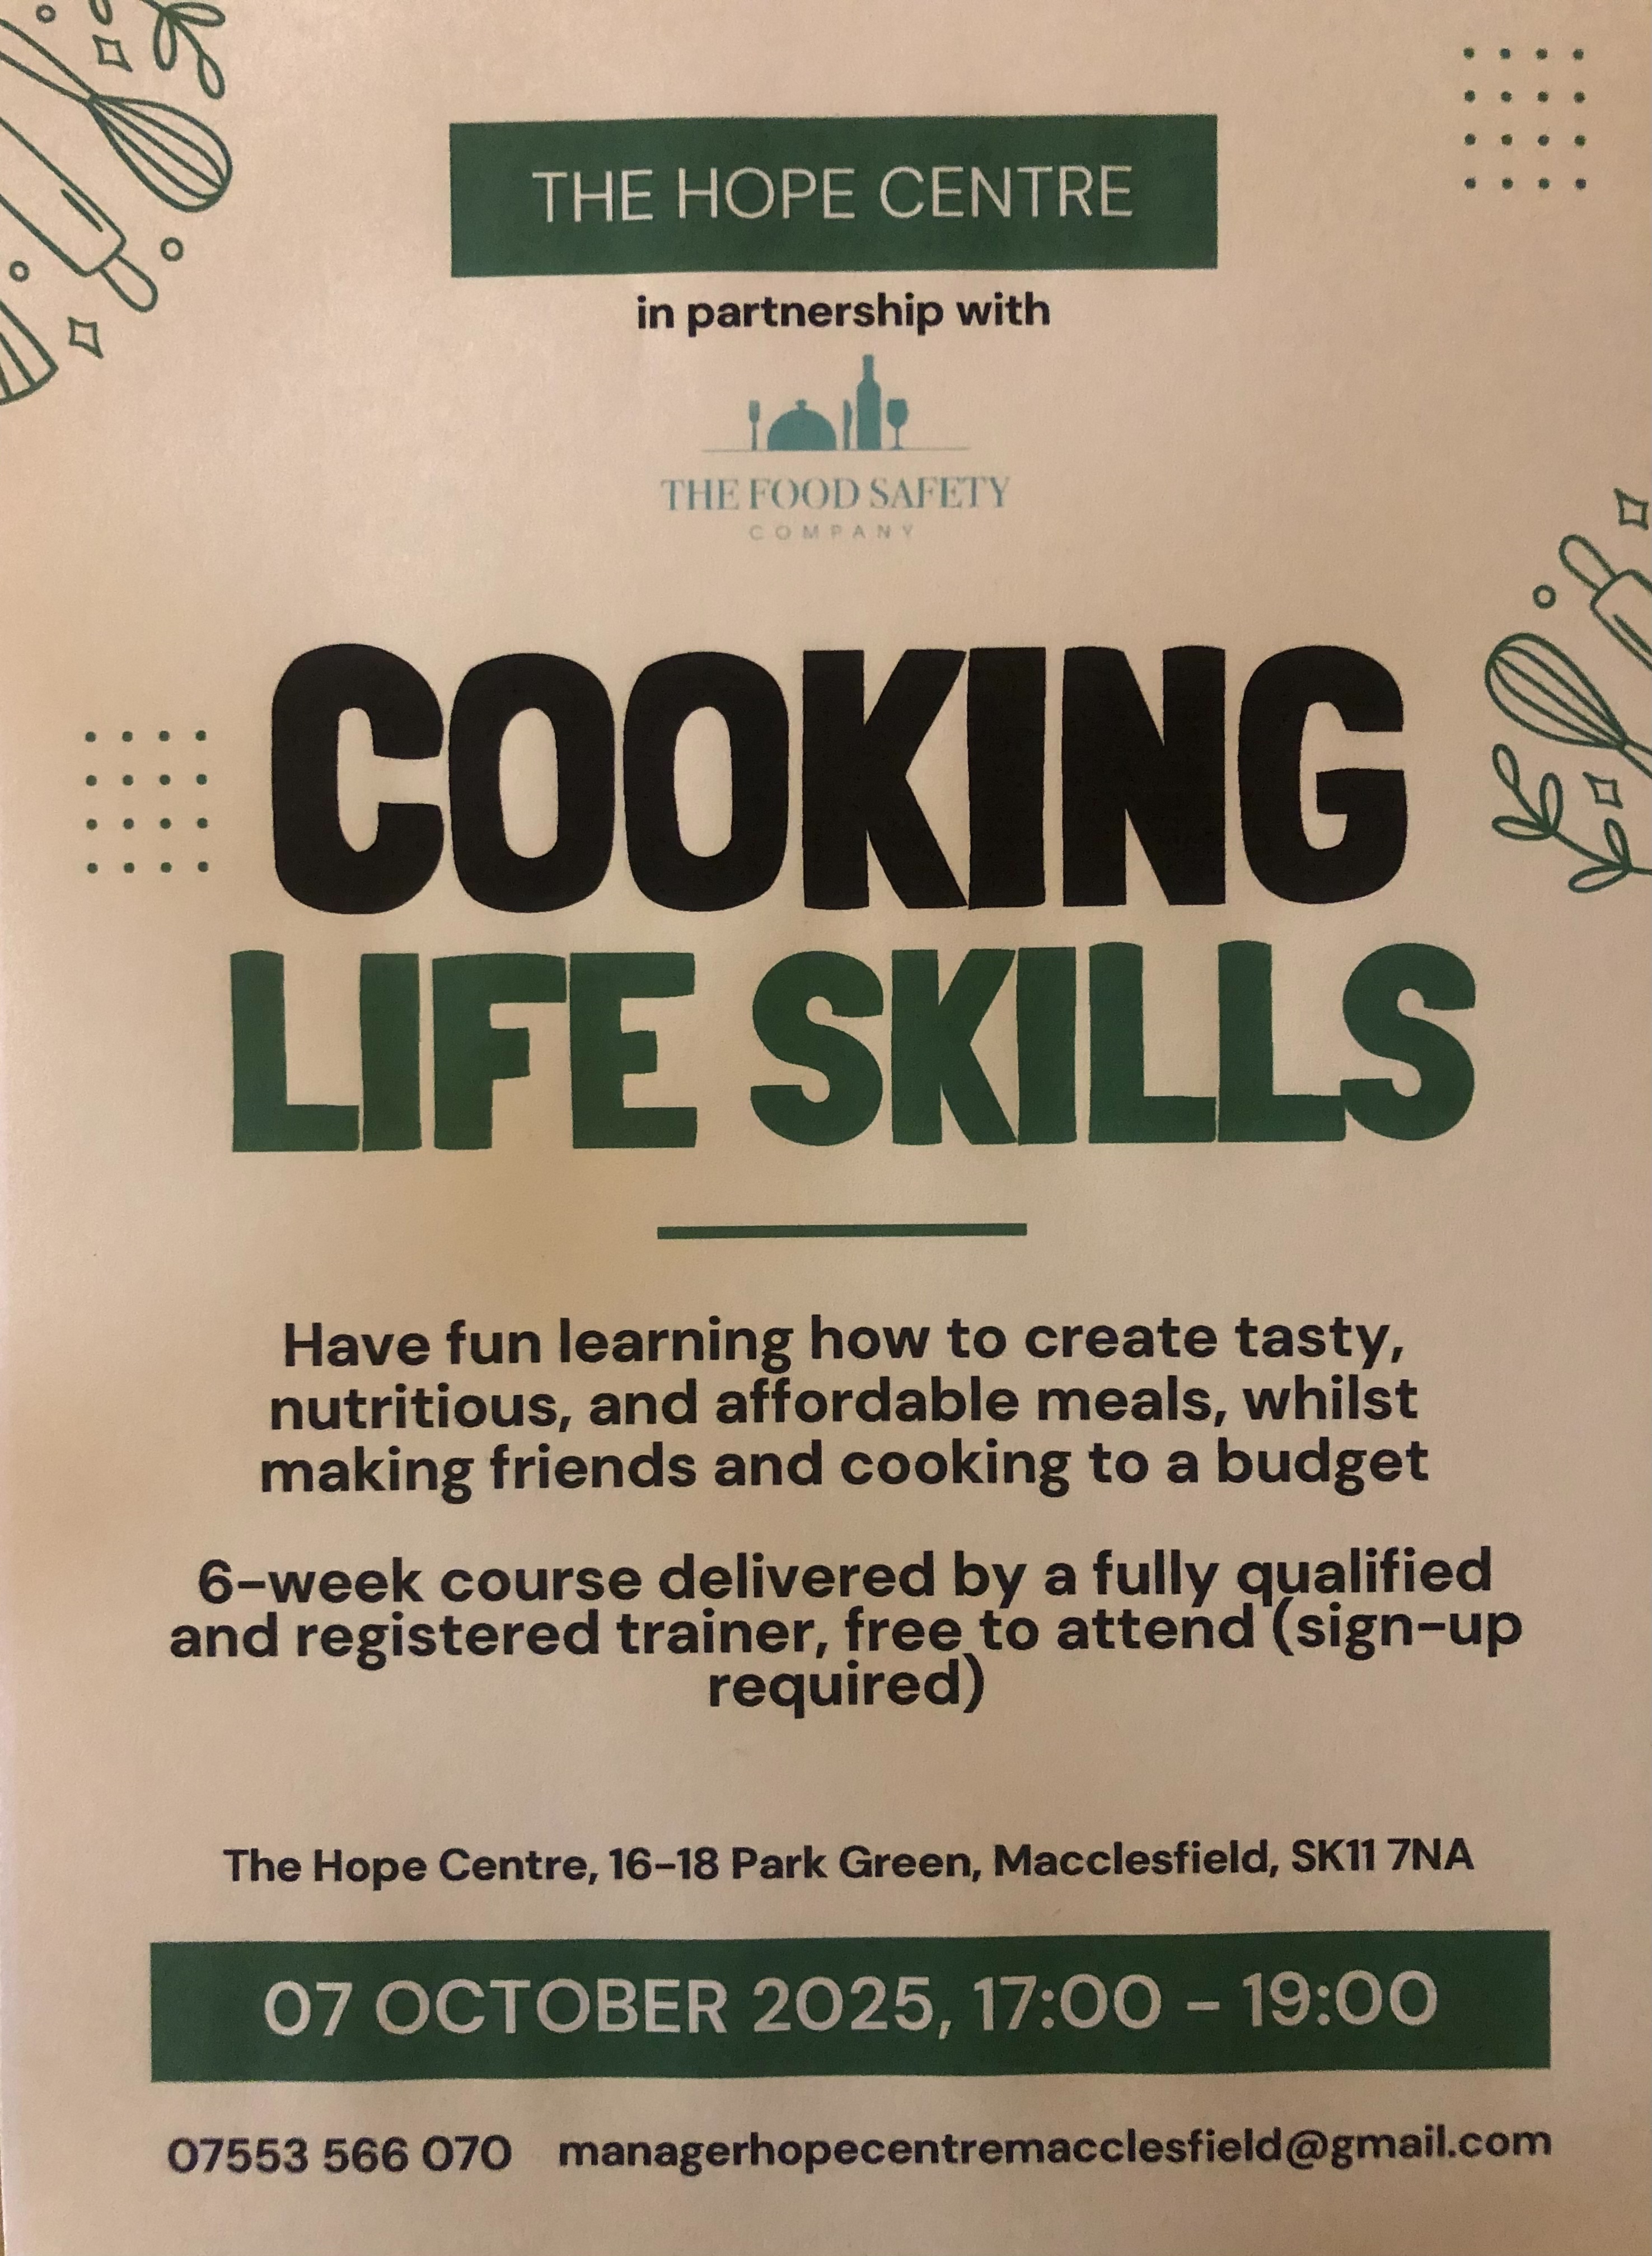 THE HOPE CENTRE
in partnership with
THE FOOD SAFETY
COMPANY
COOKING
LIFE SKILLS
Have fun learning how to create tasty,
nutritious, and affordable meals, whilst
making friends and cooking to a budget
6-week course delivered by a fully qualified
and registered trainer, free to attend (sign-up
required)
The Hope Centre, 16-18 Park Green, Macclesfield, SK11 7NA
07 OCTOBER 2025, 17:00 - 19:00
07553 566 070 managerhopecentremacclesfield@gmail.com